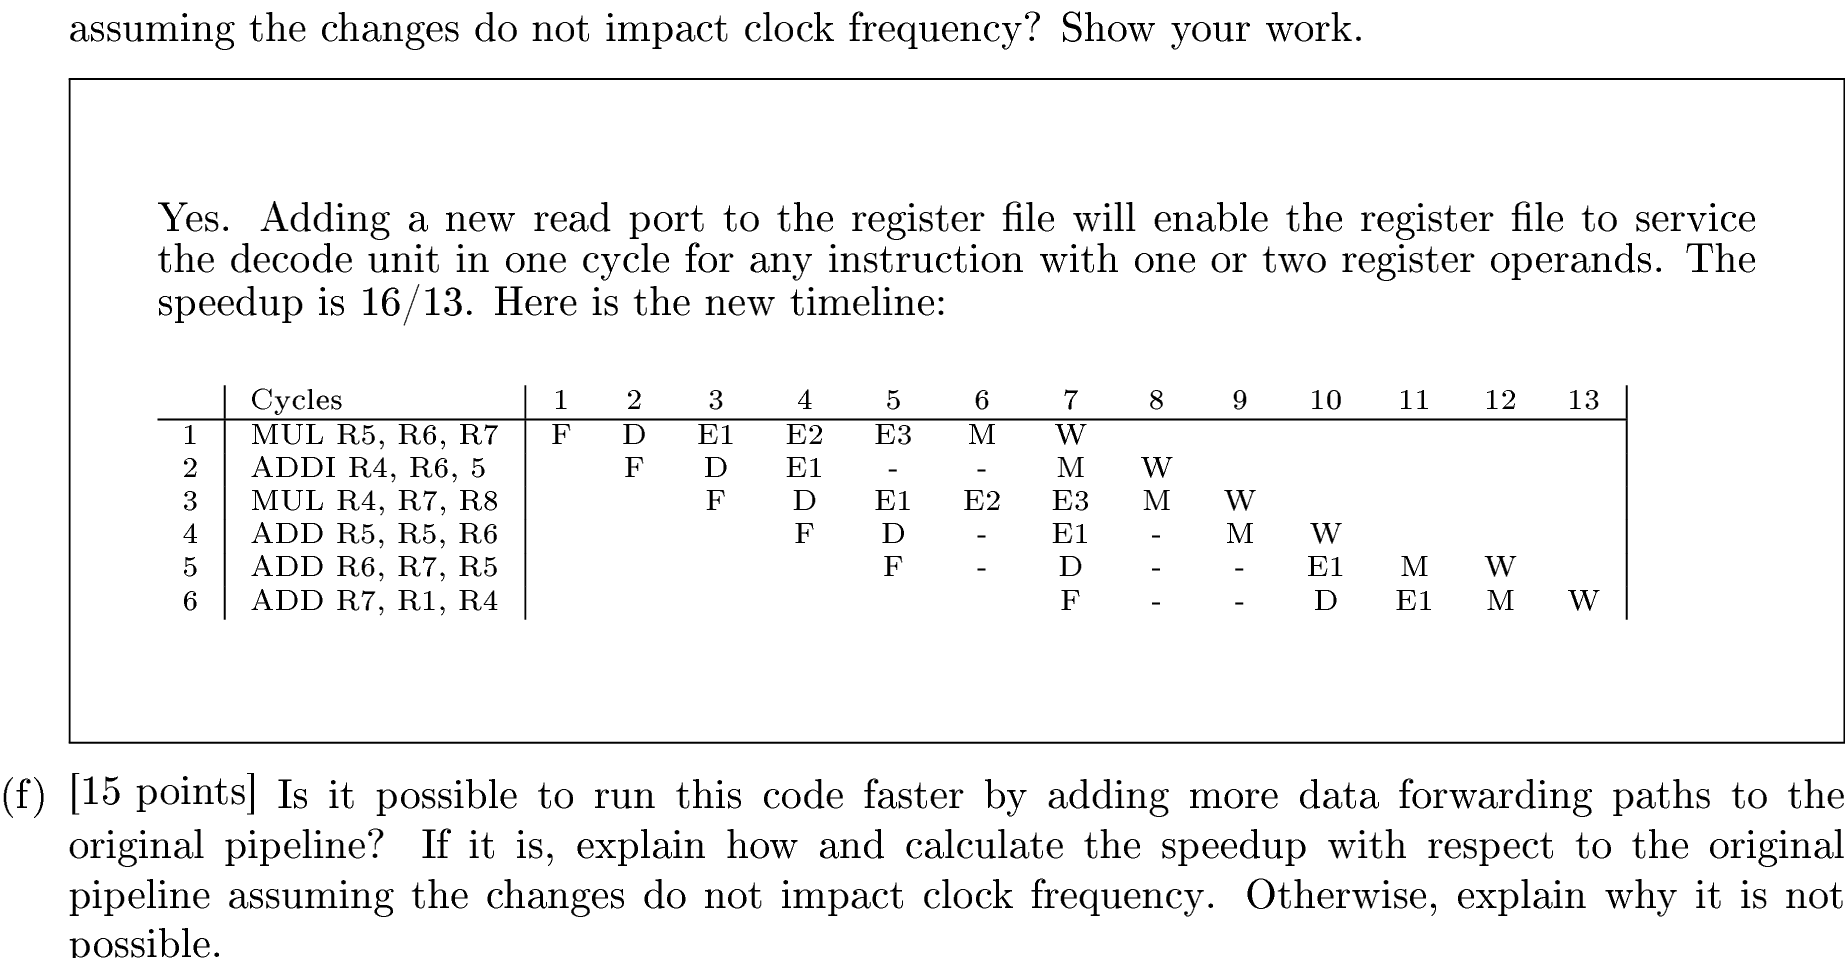 assuming the changes do not impact clock frequency? Show your work.
Yes. Adding a new read port to the register file will enable the register file to service
the decode unit in one cycle for any instruction with one or two register operands. The
speedup is 16/13. Here is the new timeline:
Cycles 1 2 3 4 5 6 7 8 9 10 11 12 13
1 MUL R5, R6, R7 F D E1 E2 E3 M W
2 ADDI R4, R6, 5 F D E1 - - M W
3 MUL R4, R7, R8 F D E1 E2 E3 M W
4 ADD R5, R5, R6 F D - E1 - M W
5 ADD R6, R7, R5 F - D - - E1 M W
6 ADD R7, R1, R4 F - - D E1 M W
(f) [15 points] Is it possible to run this code faster by adding more data forwarding paths to the
original pipeline? If it is, explain how and calculate the speedup with respect to the original
pipeline assuming the changes do not impact clock frequency. Otherwise, explain why it is not
possible.